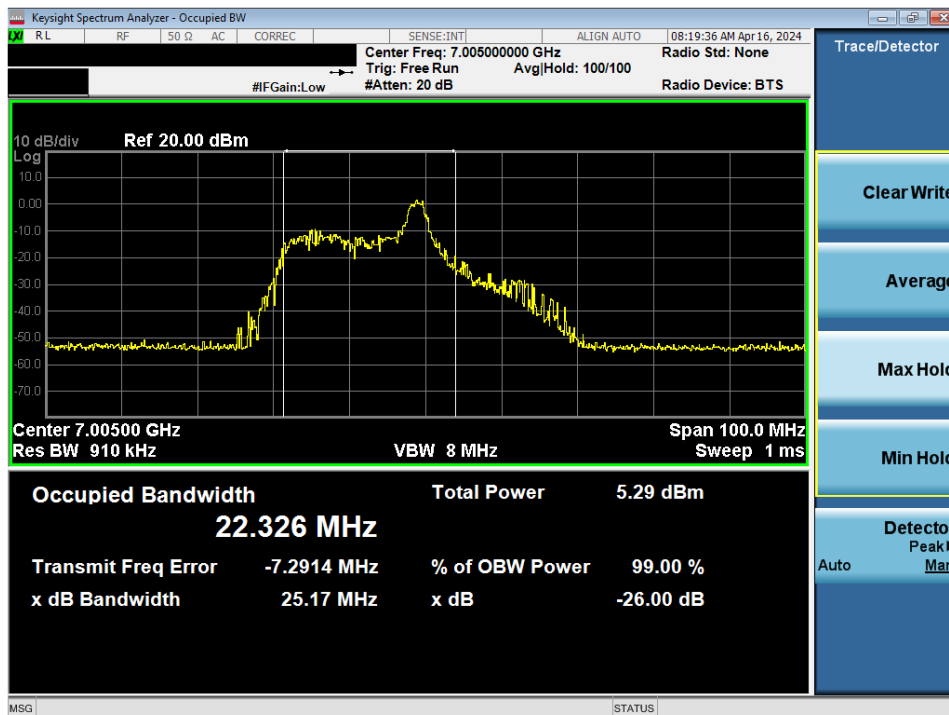 Keysight Spectrum Analyzer - Occupied BW
LXI RL RF 50 Ω AC CORREC SENSE:INT ALIGN AUTO 08:19:36 AM Apr 16, 2024
Center Freq: 7.005000000 GHz Radio Std: None
Trig: Free Run Avg|Hold: 100/100
#IFGain:Low #Atten: 20 dB Radio Device: BTS
Trace/Detector
10 dB/div Ref 20.00 dBm
Log
10.0
0.00
-10.0
-20.0
-30.0
-40.0
-50.0
-60.0
-70.0
Center 7.00500 GHz Span 100.0 MHz
Res BW 910 kHz VBW 8 MHz Sweep 1 ms
Occupied Bandwidth Total Power 5.29 dBm
22.326 MHz
Transmit Freq Error -7.2914 MHz % of OBW Power 99.00 %
x dB Bandwidth 25.17 MHz x dB -26.00 dB
Clear Write
Average
Max Hold
Min Hold
Detecto
Peak
Auto Man
MSG STATUS